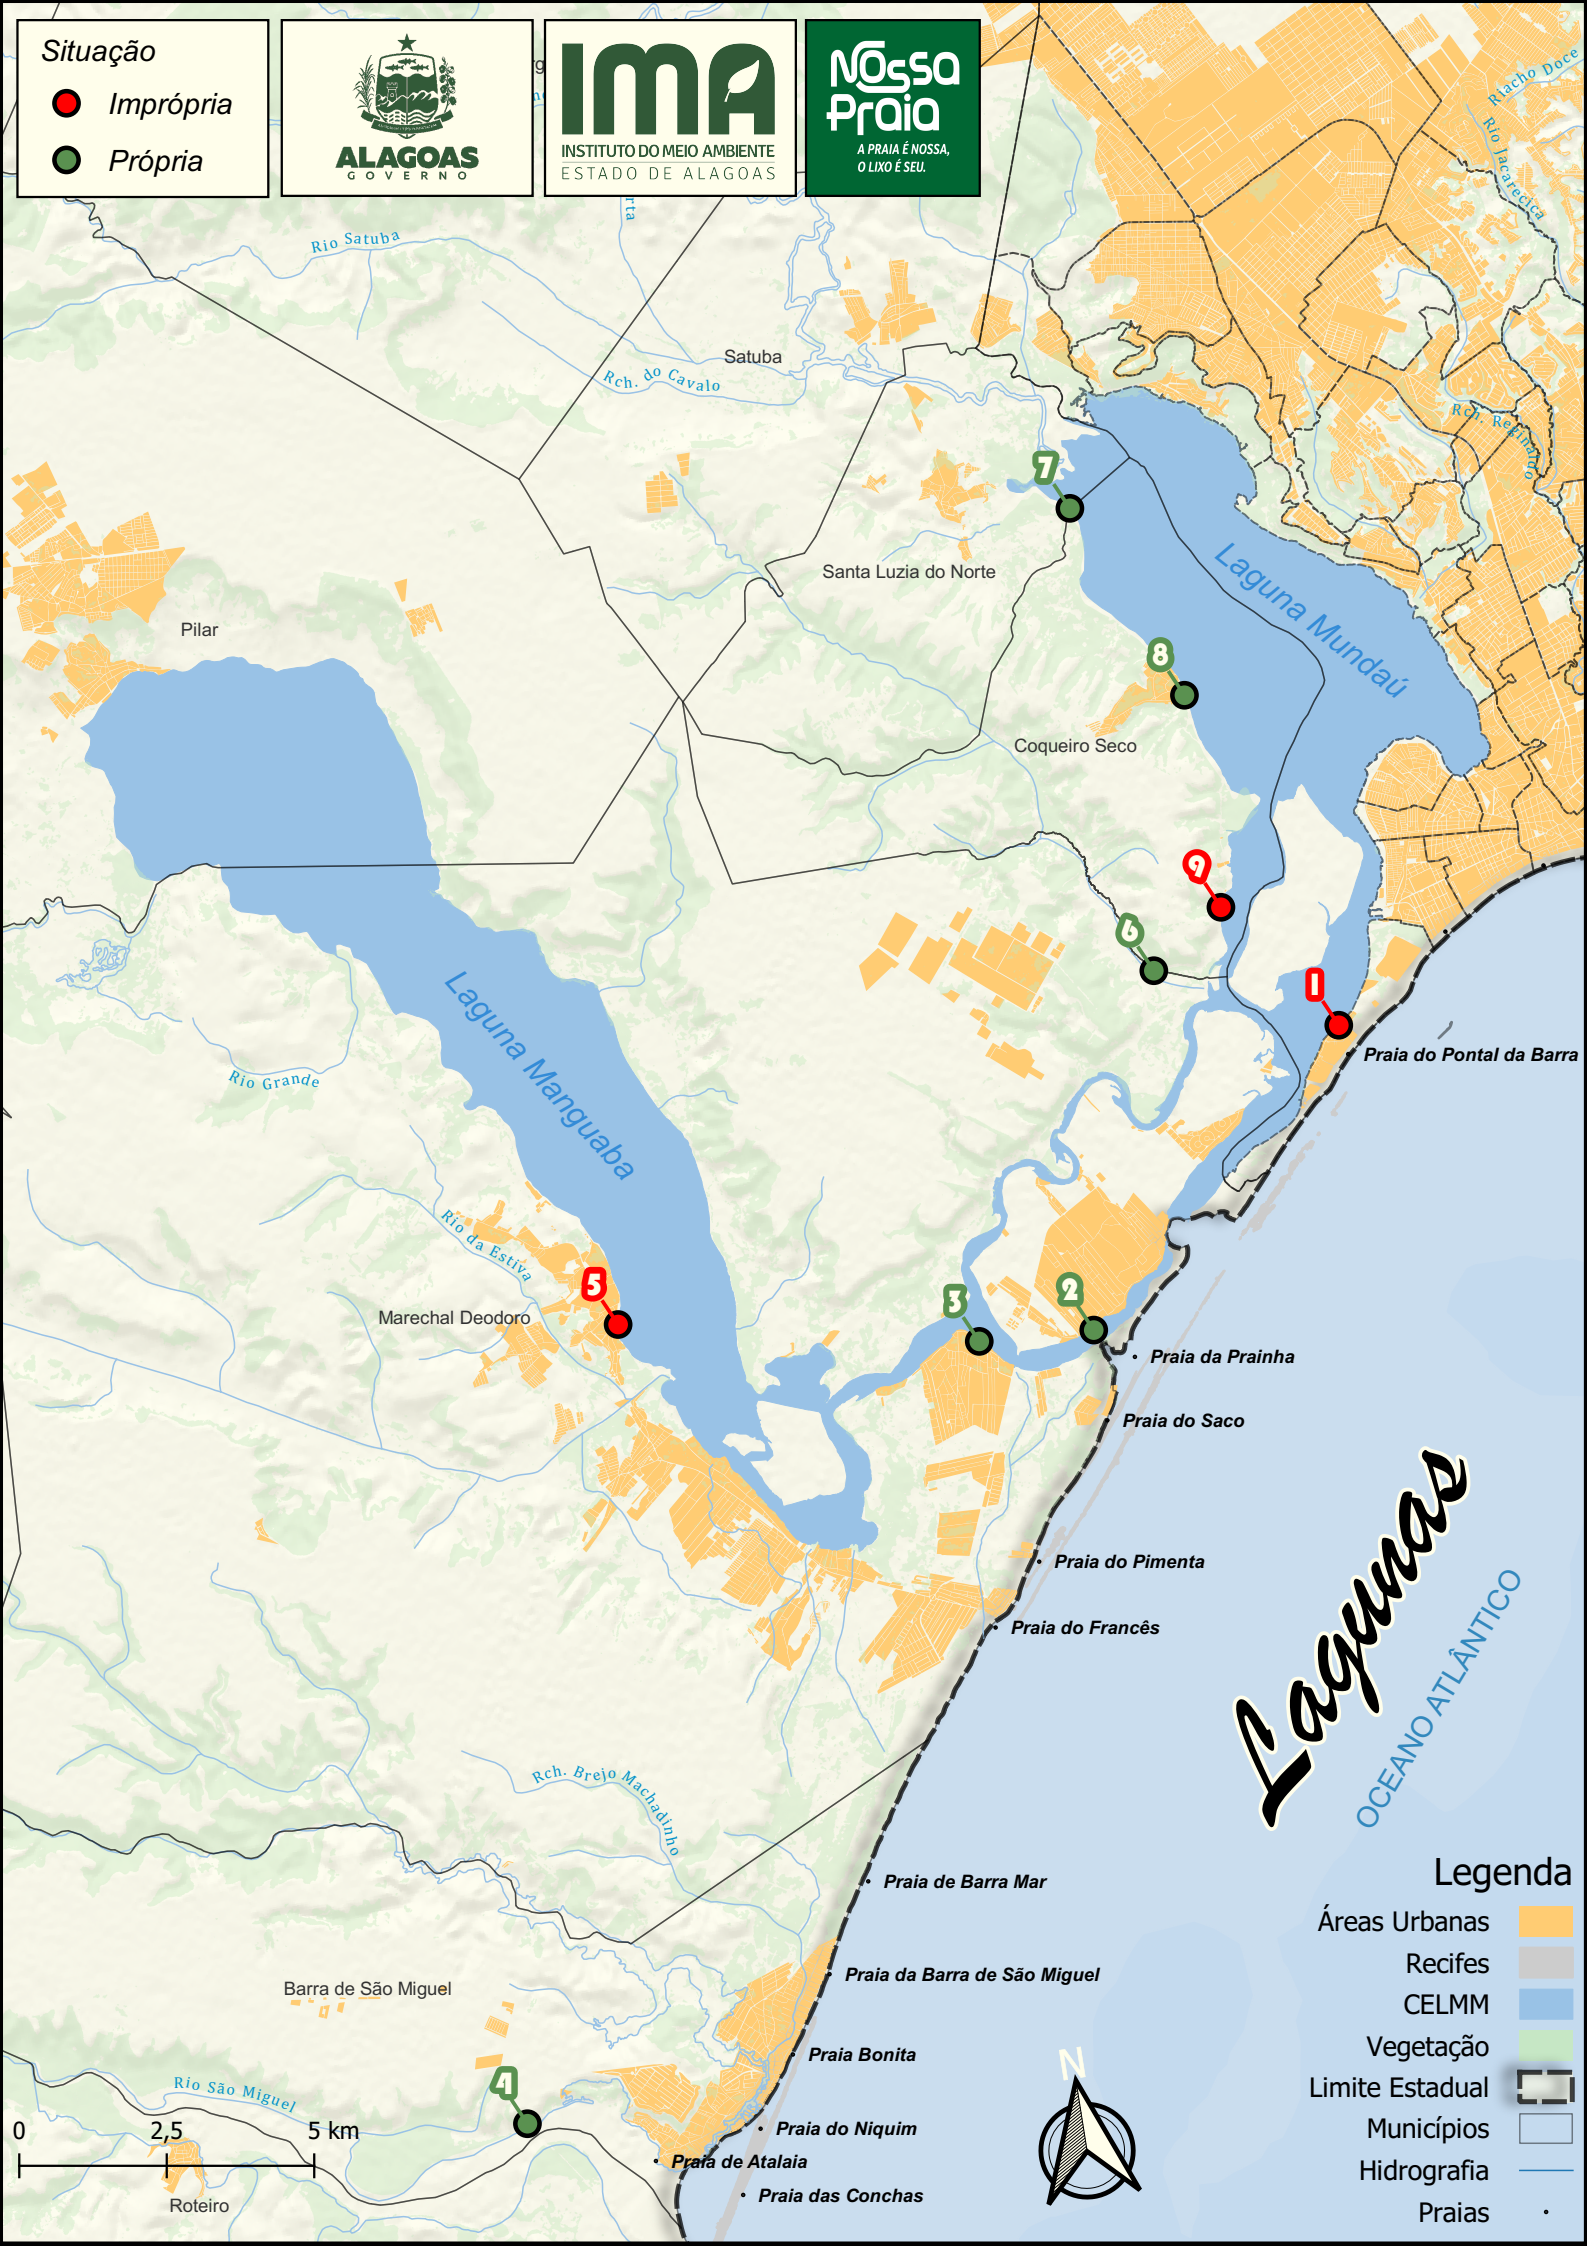 Situação
Imprópria
Própria
ALAGOAS
GOVERNO
IMA
INSTITUTO DO MEIO AMBIENTE
ESTADO DE ALAGOAS
Nossa
Praia
A PRAIA É NOSSA,
O LIXO É SEU.
Riacho Doce
Rio Jacarecica
Rio Satuba
Satuba
Rch. do Cavalo
Rch. Reginaldo
7
Santa Luzia do Norte
Laguna Mundaú
Pilar
8
Coqueiro Seco
9
6
1
Laguna Manguaba
Praia do Pontal da Barra
Rio Grande
Rio da Estiva
5
3
2
Marechal Deodoro
Praia da Prainha
Praia do Saco
Praia do Pimenta
Praia do Francês
Lagunas
OCEANO ATLÂNTICO
Rch. Brejo Machadinho
Praia de Barra Mar
Praia da Barra de São Miguel
Barra de São Miguel
Praia Bonita
4
Rio São Miguel
Praia do Niquim
Praia de Atalaia
Praia das Conchas
Roteiro
0 2,5 5 km
N
Legenda
Áreas Urbanas
Recifes
CELMM
Vegetação
Limite Estadual
Municípios
Hidrografia
Praias